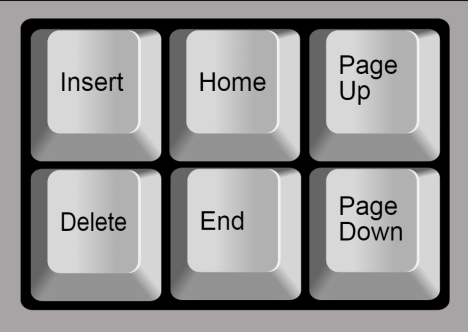 Insert
Home
Page
Up
Delete
End
Page
Down